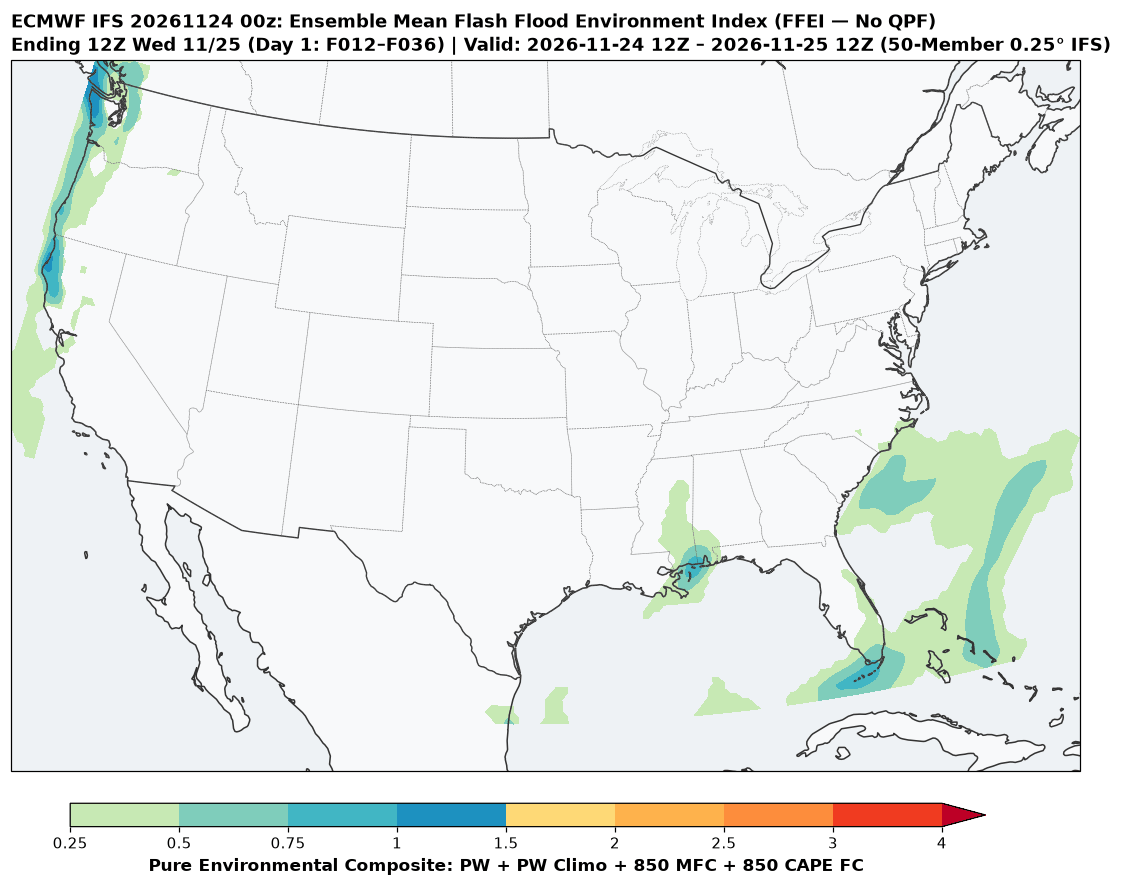 ECMWF IFS 20261124 00z: Ensemble Mean Flash Flood Environment Index (FFEI — No QPF)
Ending 12Z Wed 11/25 (Day 1: F012–F036) | Valid: 2026-11-24 12Z – 2026-11-25 12Z (50-Member 0.25° IFS)
0.25 0.5 0.75 1 1.5 2 2.5 3 4
Pure Environmental Composite: PW + PW Climo + 850 MFC + 850 CAPE FC